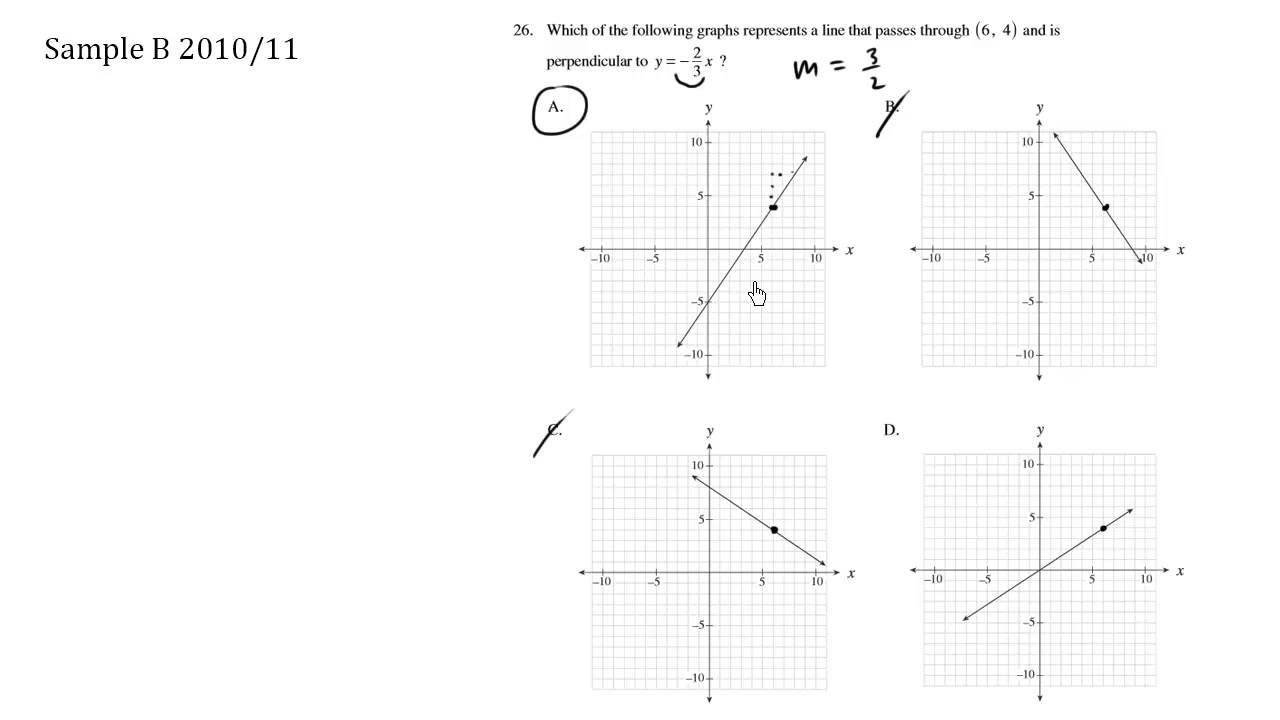 Sample B 2010/11
26. Which of the following graphs represents a line that passes through (6, 4) and is
perpendicular to y = −2/3 x ?
m = 3/2
A.
y
10
5
−10 −5 5 10 x
−5
−10
B.
y
10
5
−10 −5 5 10 x
−5
−10
C.
y
10
5
−10 −5 5 10 x
−5
−10
D.
y
10
5
−10 −5 5 10 x
−5
−10